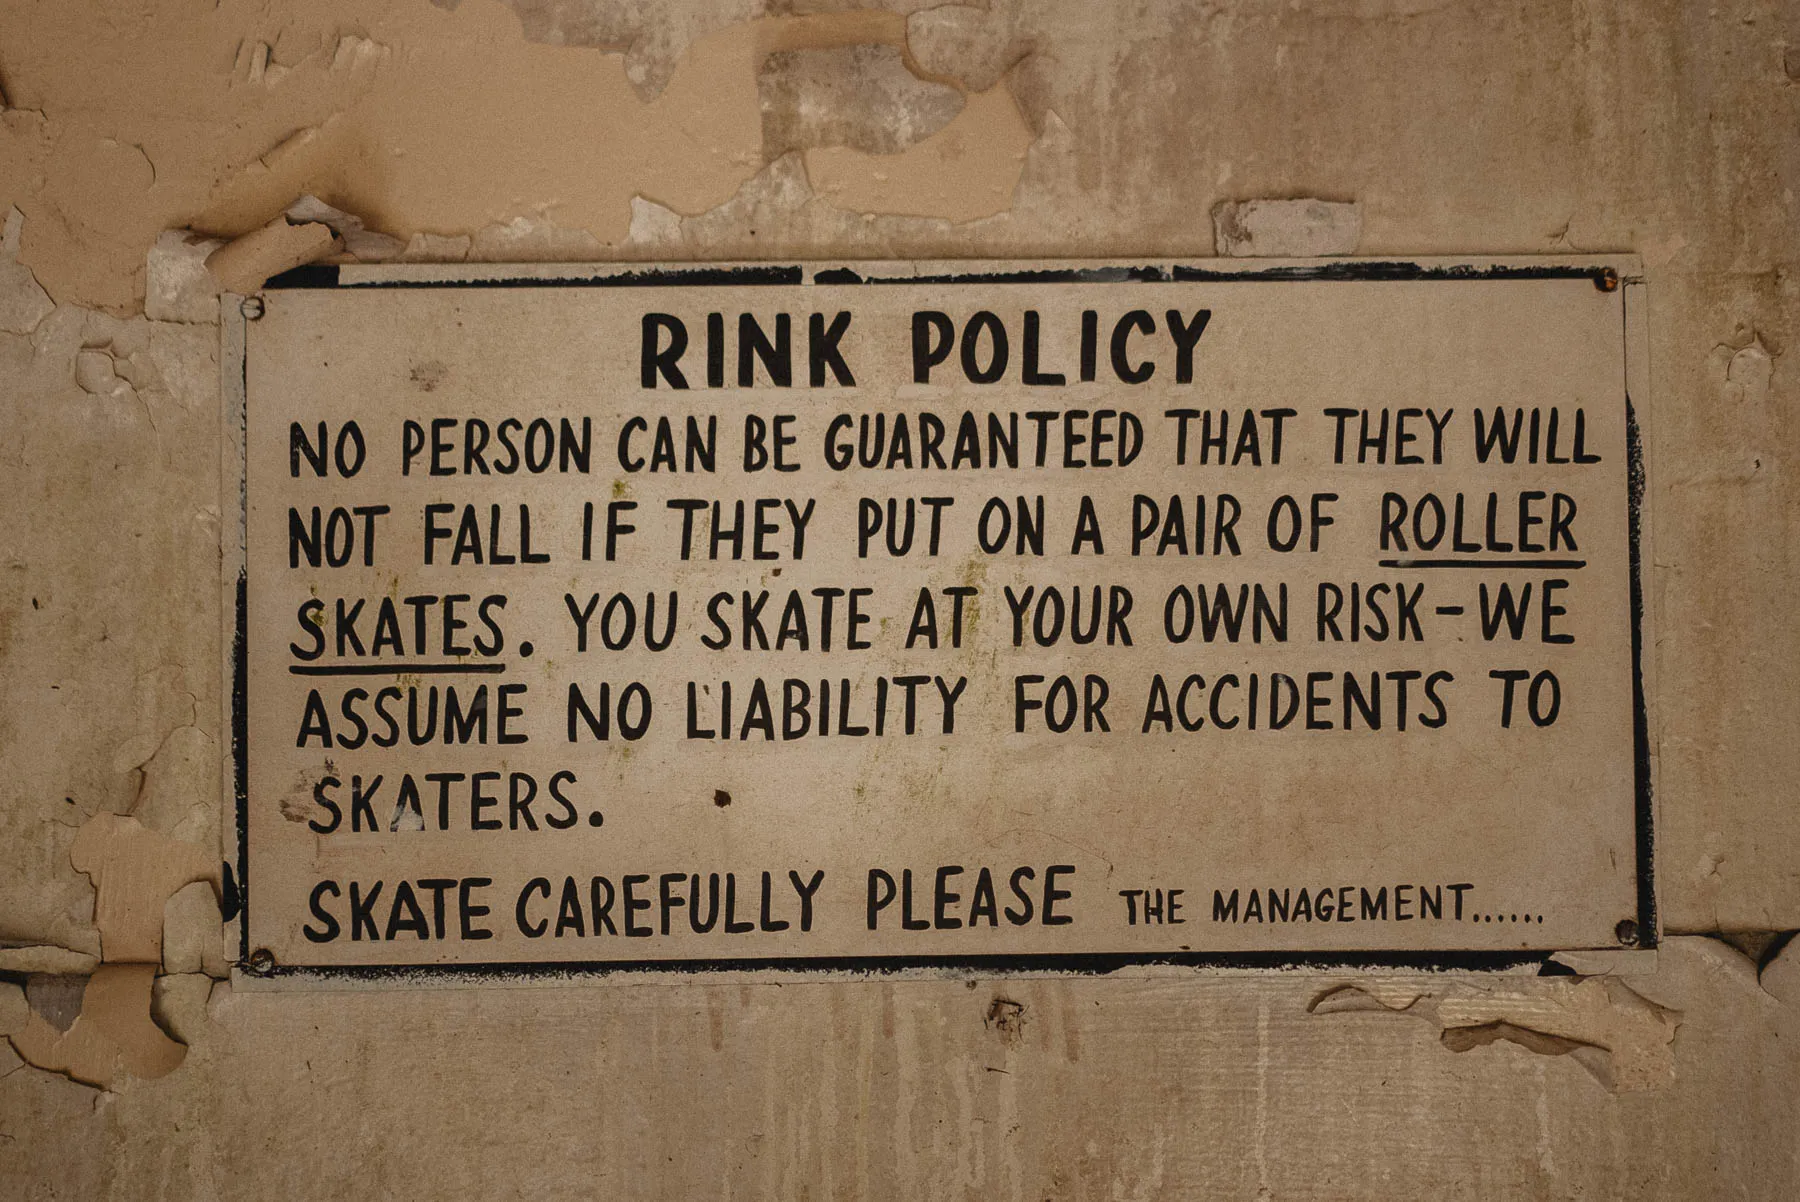 RINK POLICY
NO PERSON CAN BE GUARANTEED THAT THEY WILL
NOT FALL IF THEY PUT ON A PAIR OF ROLLER
SKATES. YOU SKATE AT YOUR OWN RISK-WE
ASSUME NO LIABILITY FOR ACCIDENTS TO
SKATERS.
SKATE CAREFULLY PLEASE THE MANAGEMENT......